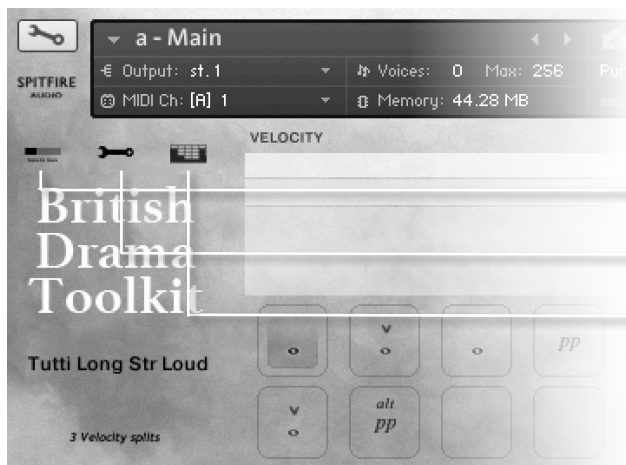 a - Main
SPITFIRE
AUDIO
Output: st. 1
Voices: 0 Max: 256
Pur
MIDI Ch: [A] 1
Memory: 44.28 MB
VELOCITY
British
Drama
Toolkit
pp
Tutti Long Str Loud
alt
pp
3 Velocity splits